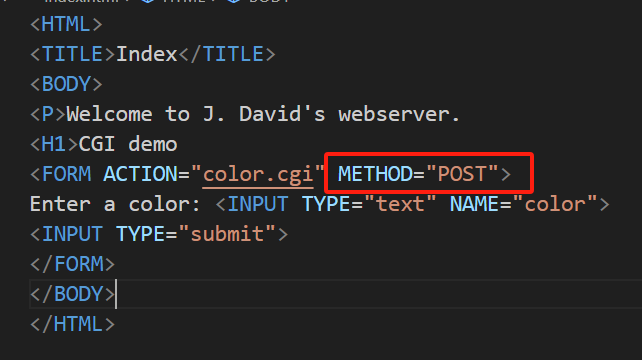 <HTML>
<TITLE>Index</TITLE>
<BODY>
<P>Welcome to J. David's webserver.
<H1>CGI demo
<FORM ACTION="color.cgi" METHOD="POST">
Enter a color: <INPUT TYPE="text" NAME="color">
<INPUT TYPE="submit">
</FORM>
</BODY>
</HTML>